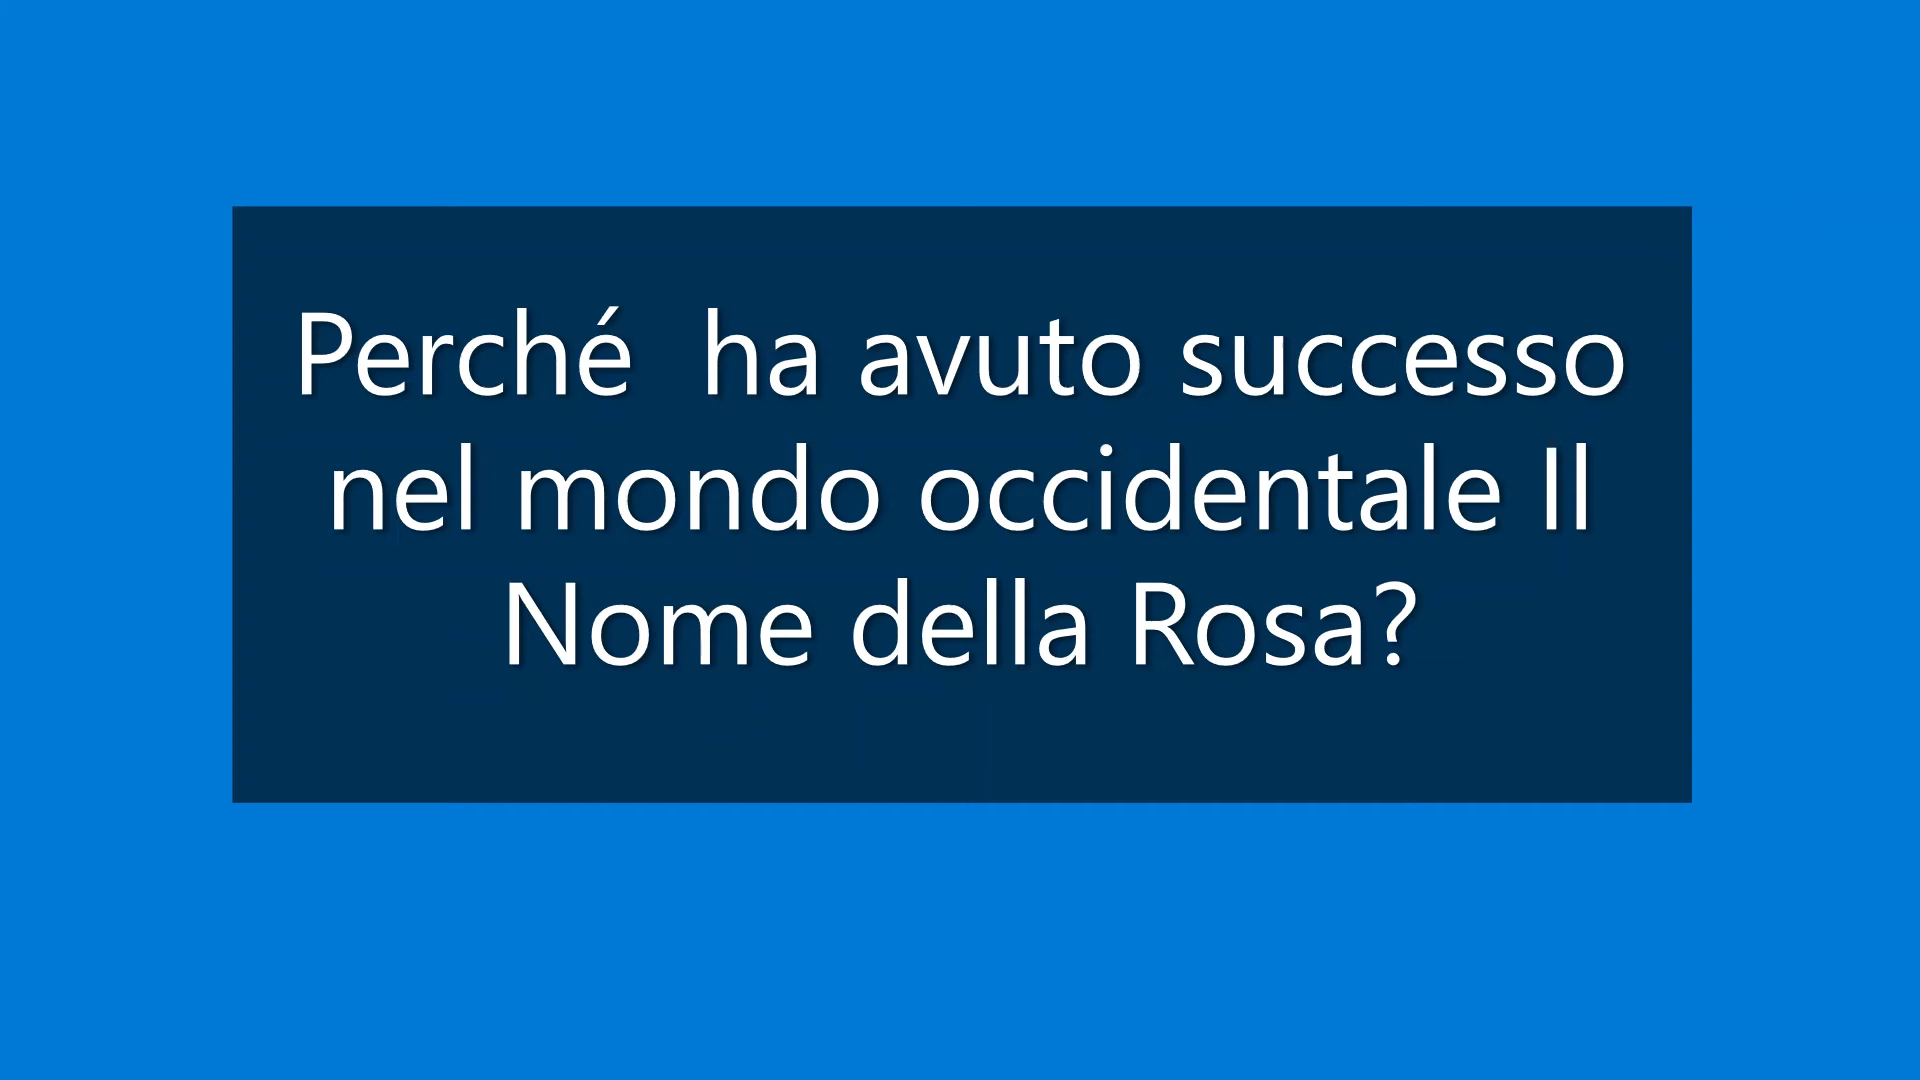 Perché  ha avuto successo
nel mondo occidentale Il
Nome della Rosa?